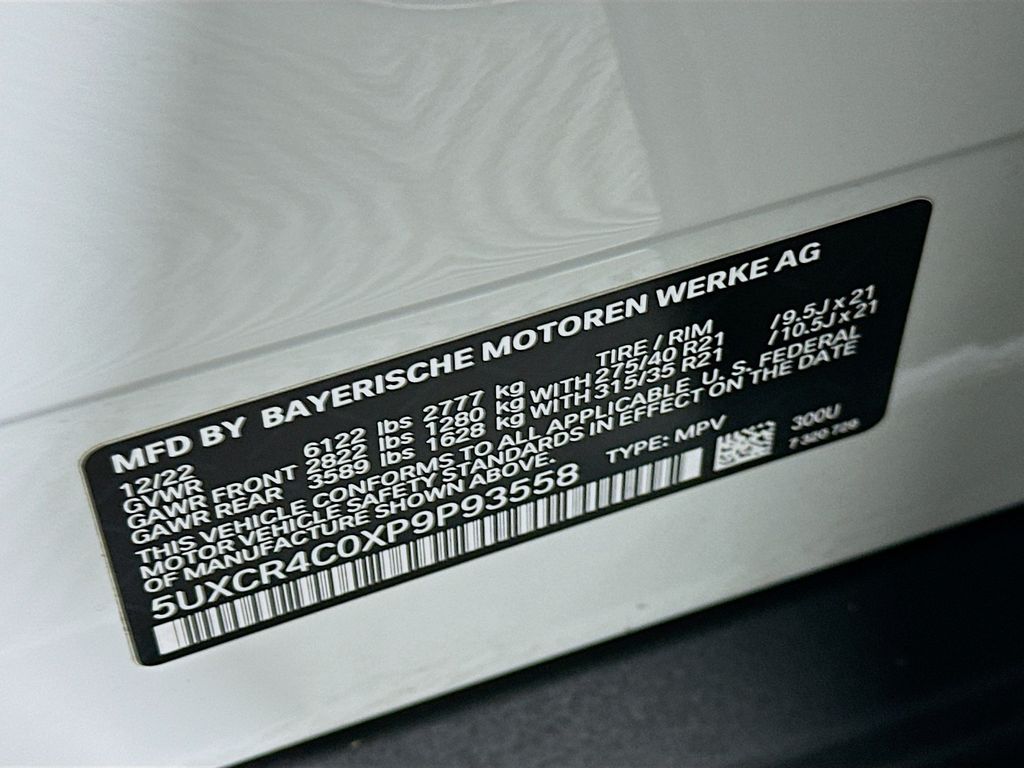 MFD BY BAYERISCHE MOTOREN WERKE AG
12/22 TIRE / RIM
GVWR 6122 lbs 2777 kg
GAWR FRONT 2822 lbs 1280 kg WITH 275/40 R21 /9.5J x 21
GAWR REAR 3589 lbs 1628 kg WITH 315/35 R21 /10.5J x 21
THIS VEHICLE CONFORMS TO ALL APPLICABLE U. S. FEDERAL
MOTOR VEHICLE SAFETY STANDARDS IN EFFECT ON THE DATE
OF MANUFACTURE SHOWN ABOVE.
5UXCR4C0XP9P93558 TYPE: MPV 300U